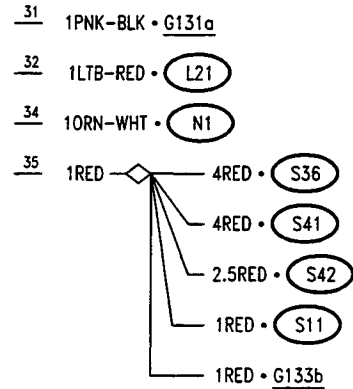 31 1PNK-BLK • G131a
32 1LTB-RED • L21
34 1ORN-WHT • N1
35 1RED 4RED • S36
4RED • S41
2.5RED • S42
1RED • S11
1RED • G133b